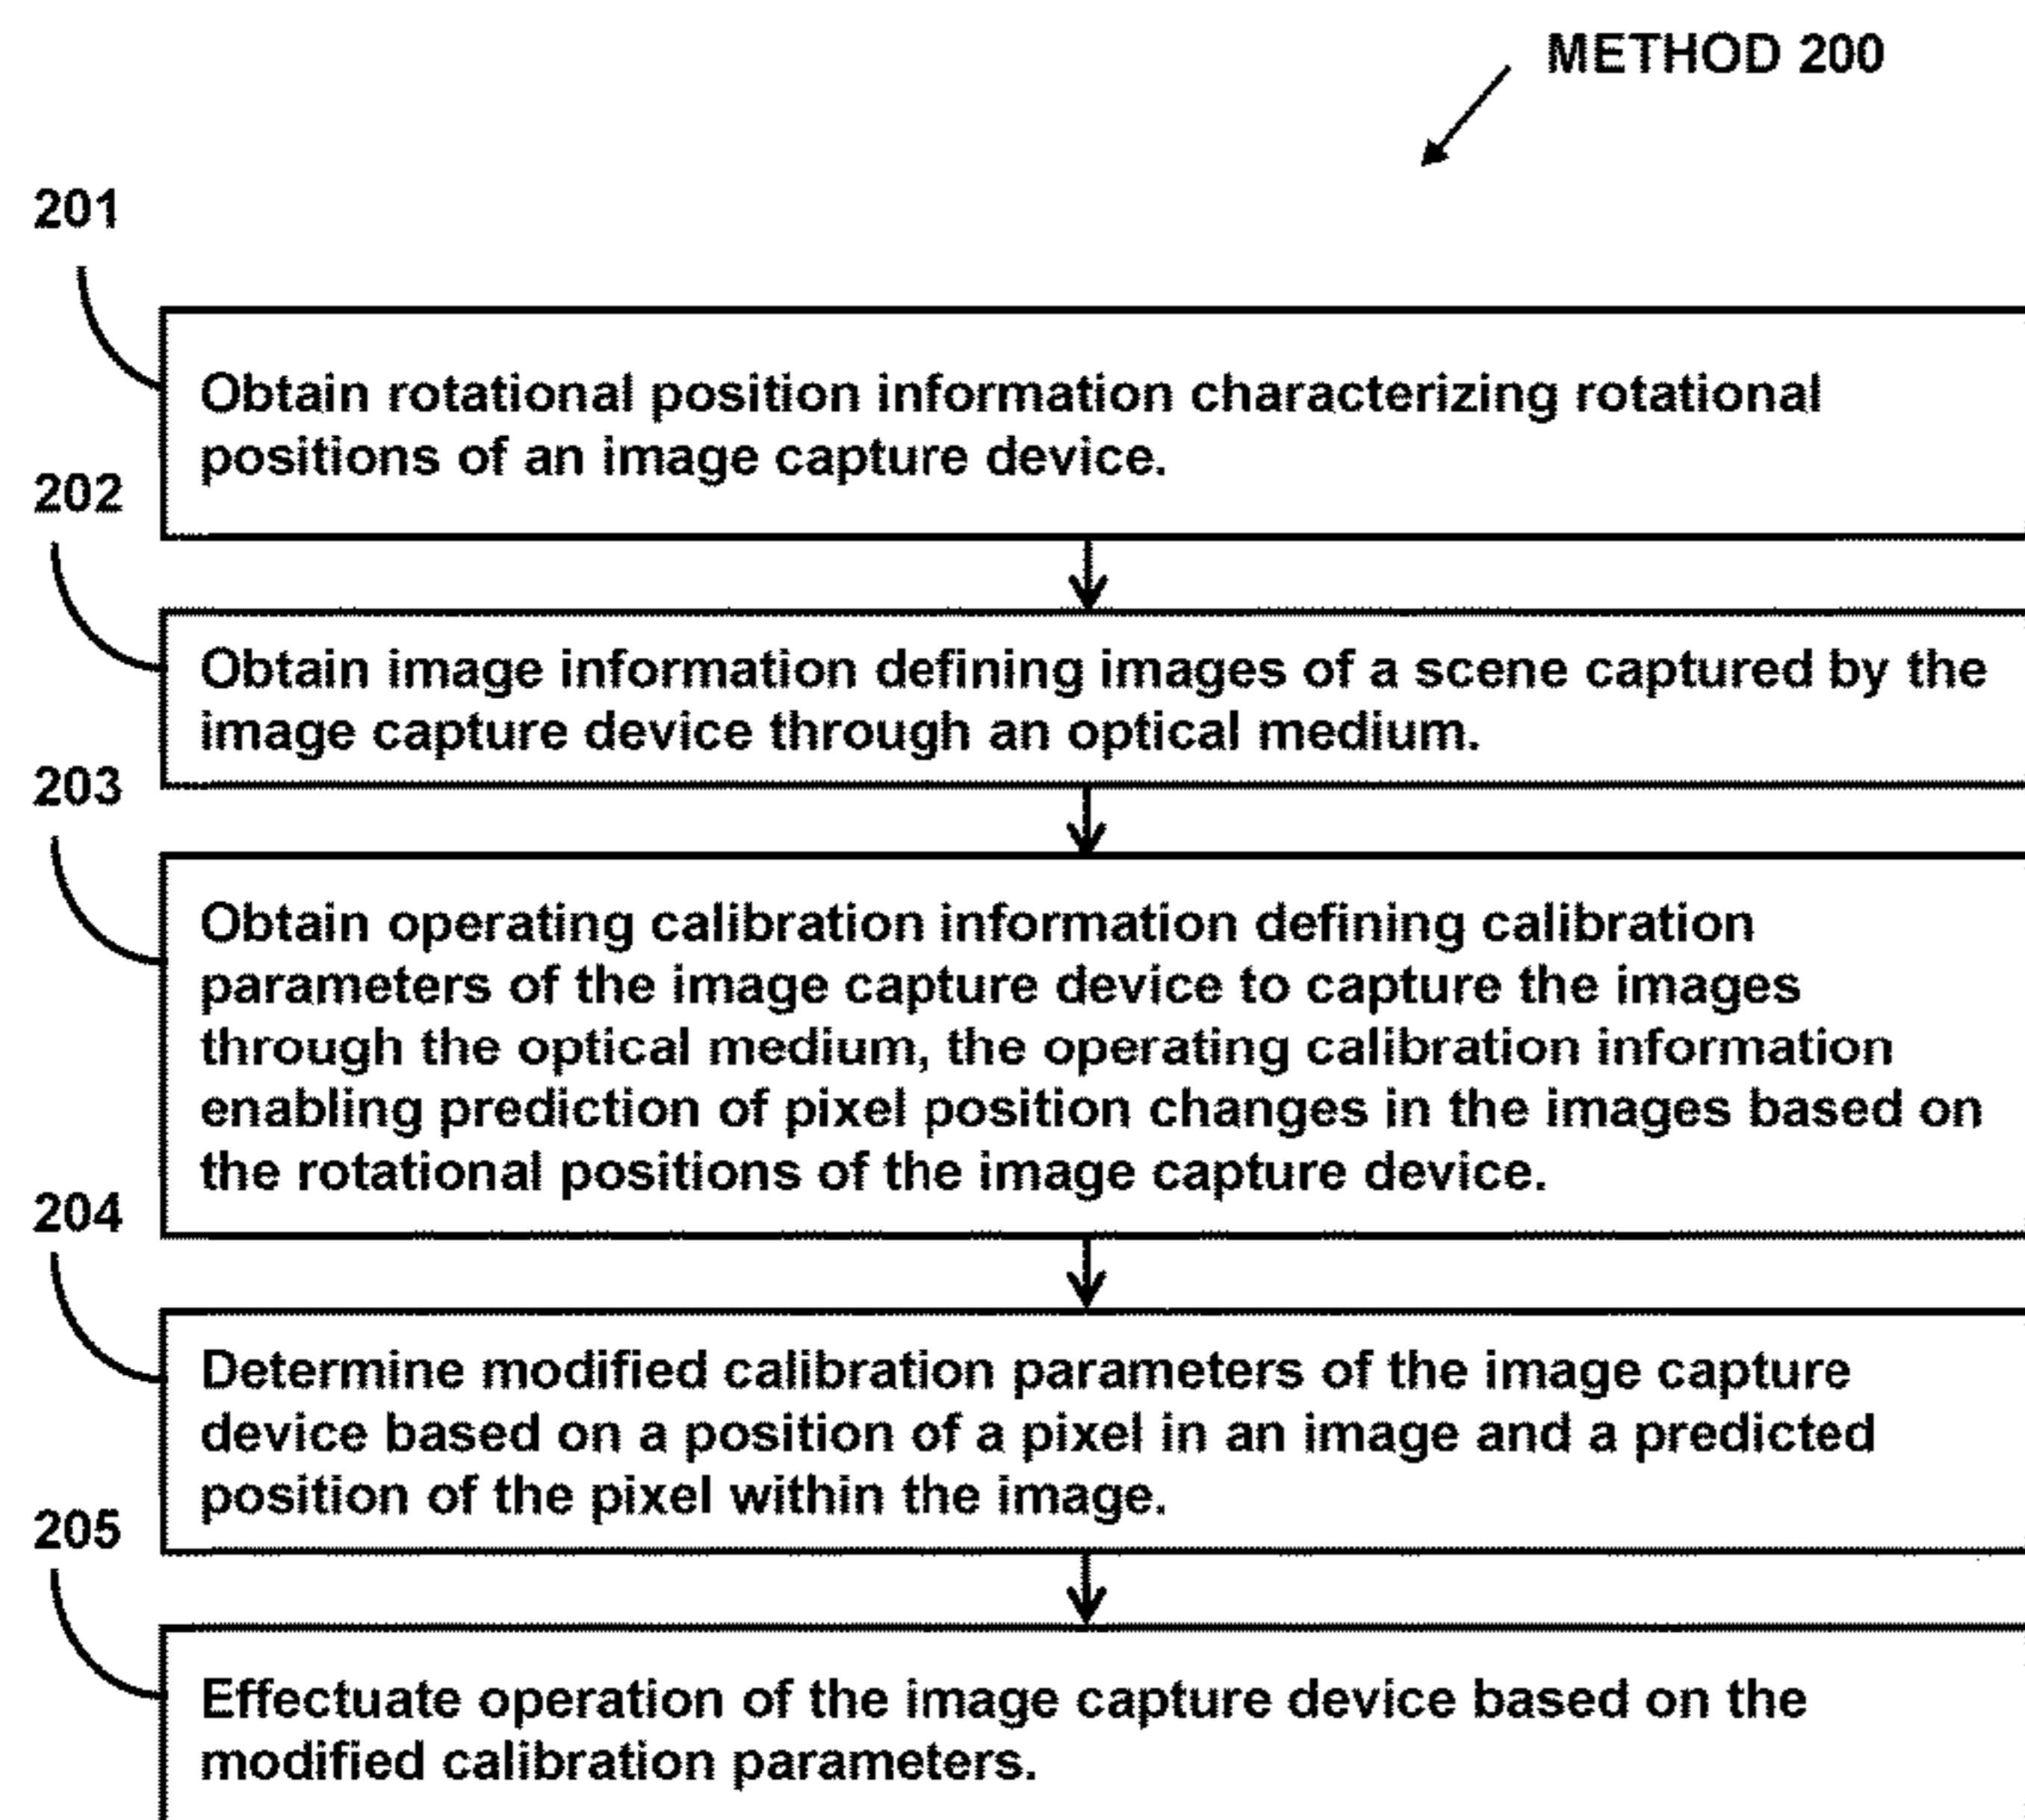 METHOD 200
201
Obtain rotational position information characterizing rotational
positions of an image capture device.
202
Obtain image information defining images of a scene captured by the
image capture device through an optical medium.
203
Obtain operating calibration information defining calibration
parameters of the image capture device to capture the images
through the optical medium, the operating calibration information
enabling prediction of pixel position changes in the images based on
the rotational positions of the image capture device.
204
Determine modified calibration parameters of the image capture
device based on a position of a pixel in an image and a predicted
position of the pixel within the image.
205
Effectuate operation of the image capture device based on the
modified calibration parameters.